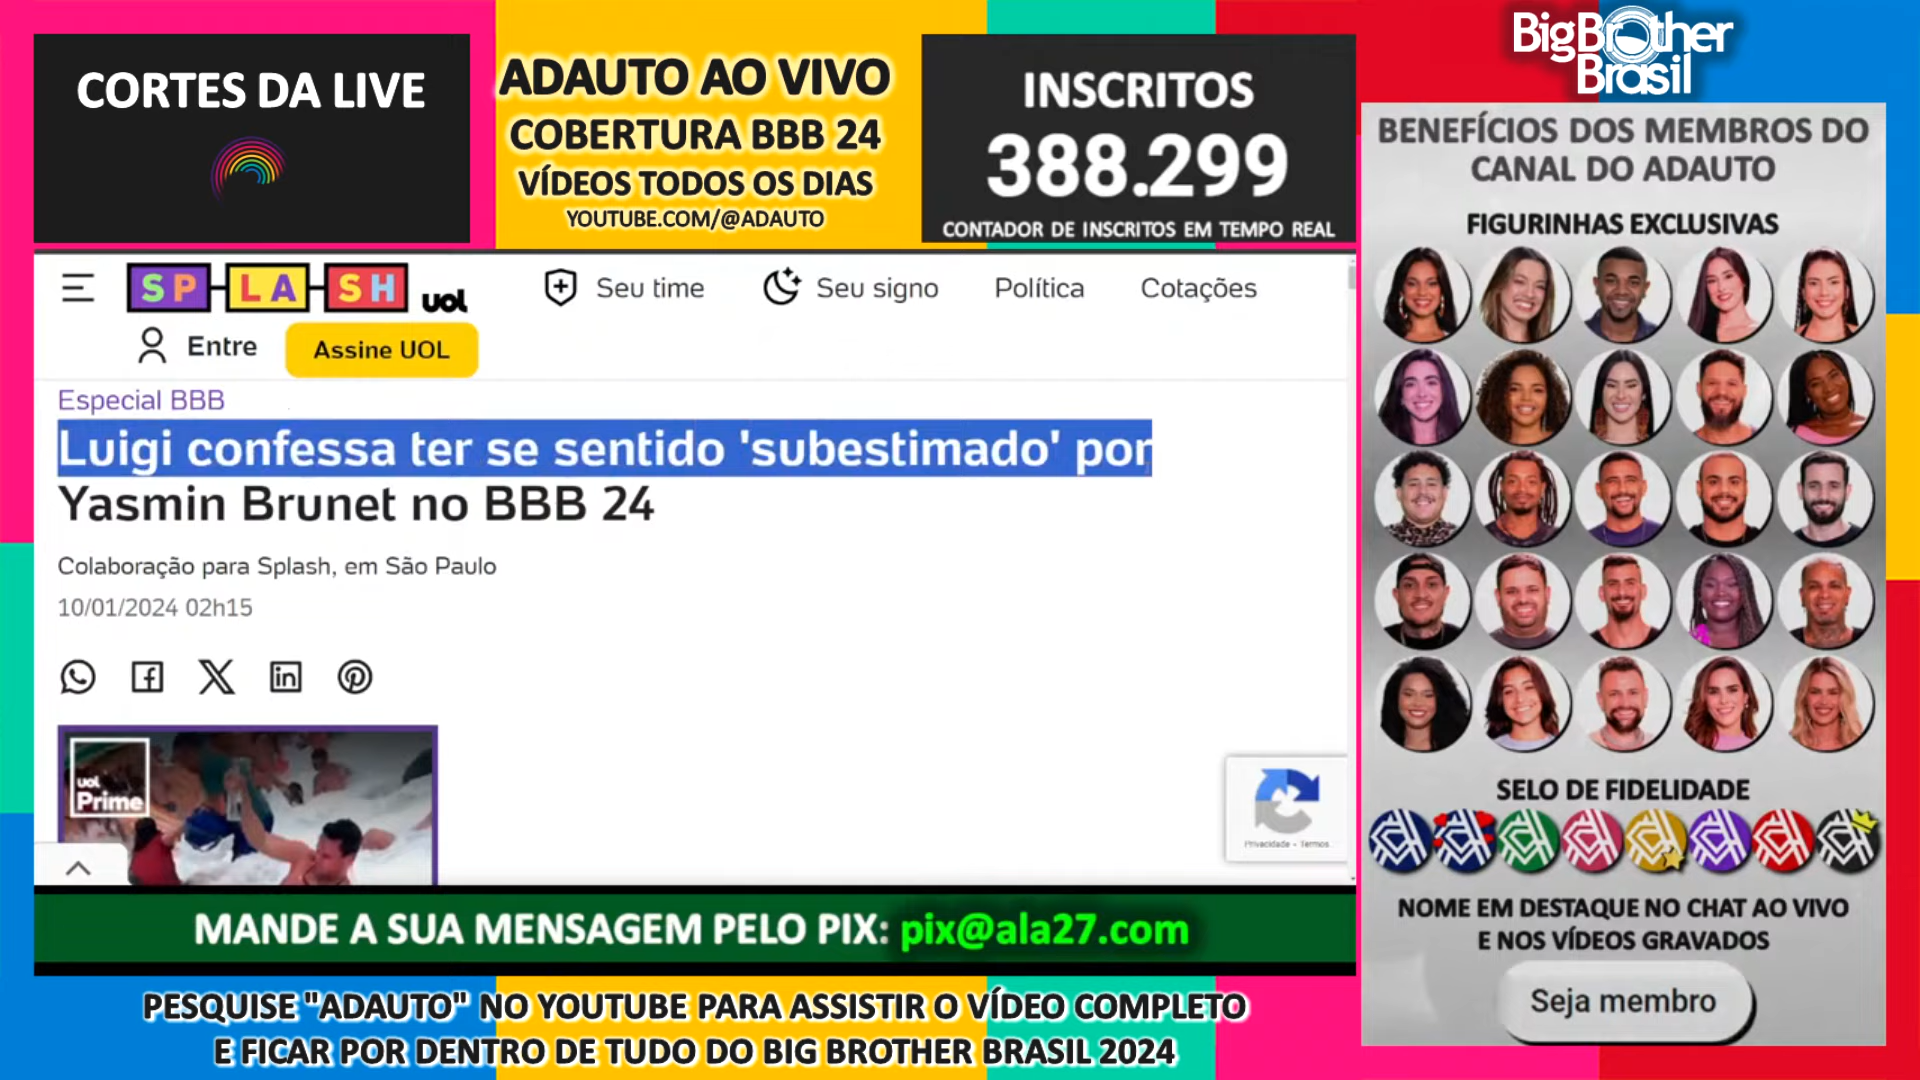 CORTES DA LIVE
ADAUTO AO VIVO
COBERTURA BBB 24
VÍDEOS TODOS OS DIAS
YOUTUBE.COM/@ADAUTO
INSCRITOS
388.299
CONTADOR DE INSCRITOS EM TEMPO REAL
BigBrother
Brasil
BENEFÍCIOS DOS MEMBROS DO
CANAL DO ADAUTO
FIGURINHAS EXCLUSIVAS
SELO DE FIDELIDADE
NOME EM DESTAQUE NO CHAT AO VIVO
E NOS VÍDEOS GRAVADOS
Seja membro
SPLASH uol
Seu time
Seu signo
Política
Cotações
Entre
Assine UOL
Especial BBB
Luigi confessa ter se sentido 'subestimado' por
Yasmin Brunet no BBB 24
Colaboração para Splash, em São Paulo
10/01/2024 02h15
uol
Prime
Privacidade - Termos
MANDE A SUA MENSAGEM PELO PIX: pix@ala27.com
PESQUISE "ADAUTO" NO YOUTUBE PARA ASSISTIR O VÍDEO COMPLETO
E FICAR POR DENTRO DE TUDO DO BIG BROTHER BRASIL 2024